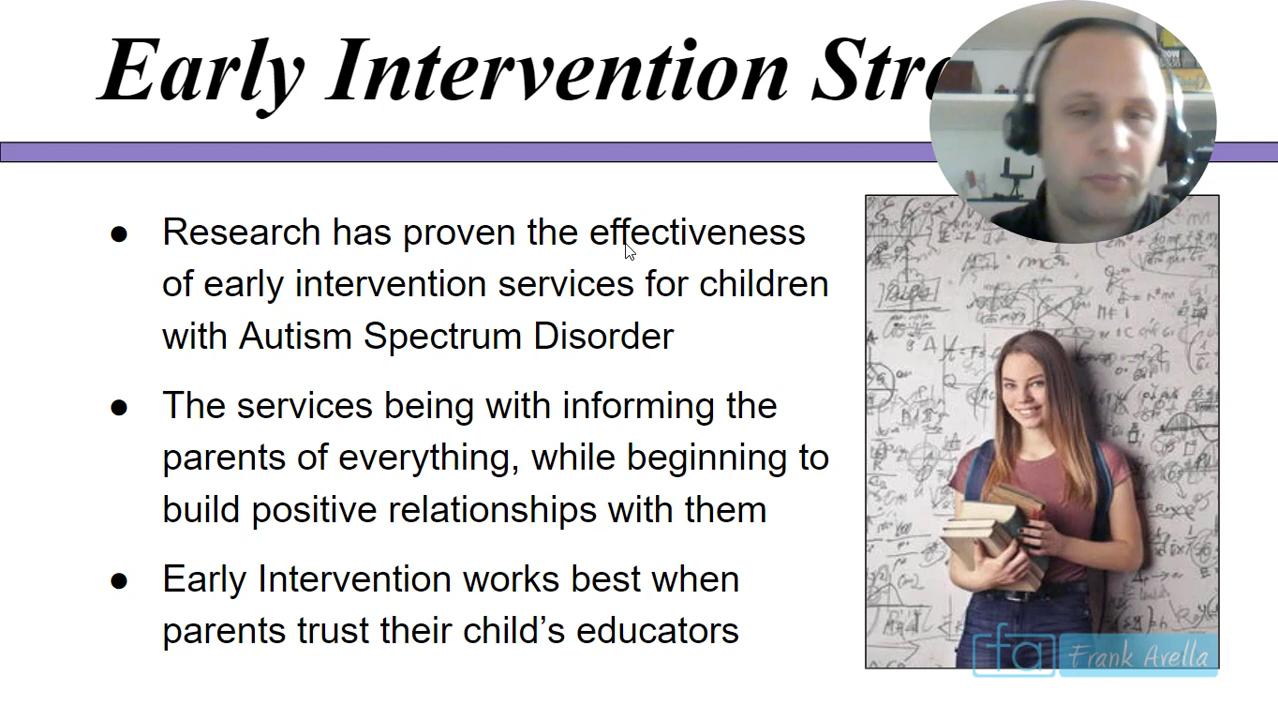 Early Intervention
Research has proven the effectiveness
of early intervention services for children
with Autism Spectrum Disorder
The services being with informing the
parents of everything, while beginning to
build positive relationships with them
Early Intervention works best when
parents trust their child's educators
fa Frank Avella